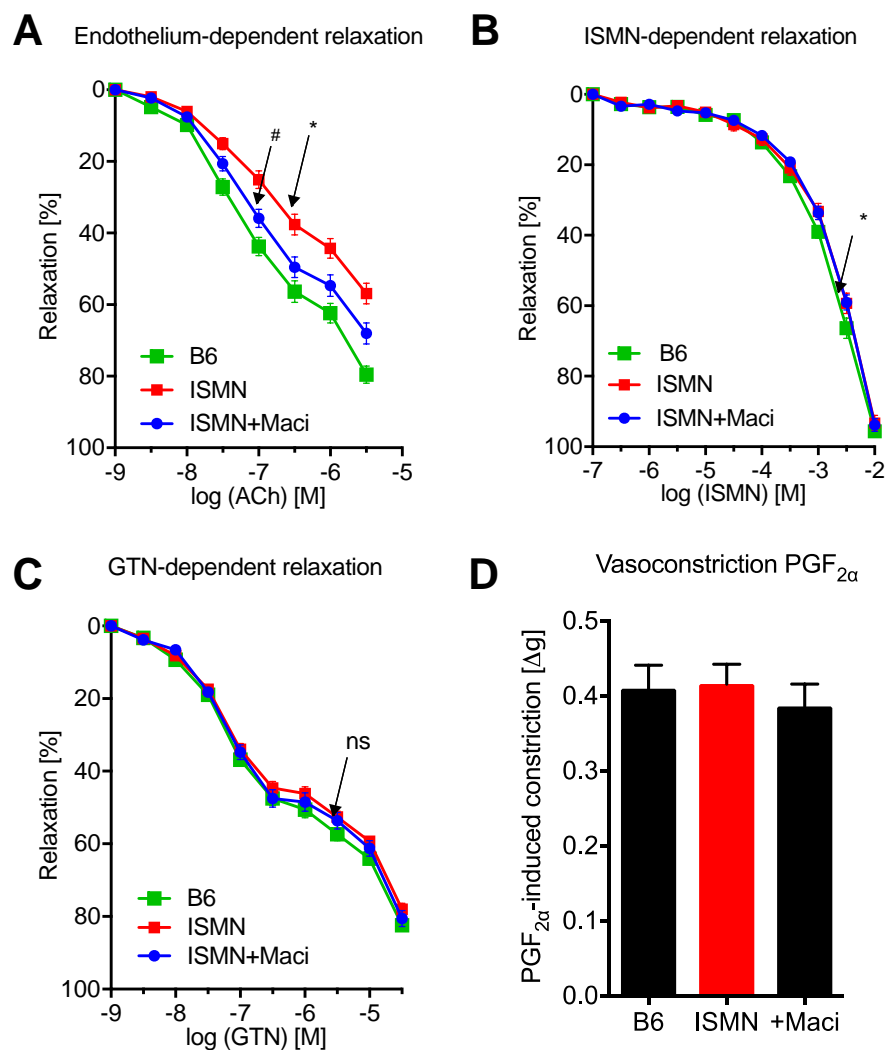 A
Endothelium-dependent relaxation
0
20
40
60
80
100
Relaxation [%]
#
*
B6
ISMN
ISMN+Maci
-9
-8
-7
-6
-5
log (ACh) [M]
B
ISMN-dependent relaxation
0
20
40
60
80
100
Relaxation [%]
*
B6
ISMN
ISMN+Maci
-7
-6
-5
-4
-3
-2
log (ISMN) [M]
C
GTN-dependent relaxation
0
20
40
60
80
100
Relaxation [%]
ns
B6
ISMN
ISMN+Maci
-9
-8
-7
-6
-5
log (GTN) [M]
D
Vasoconstriction PGF2α
0.5
0.4
0.3
0.2
0.1
0.0
PGF2α-induced constriction [Δg]
B6
ISMN
+Maci